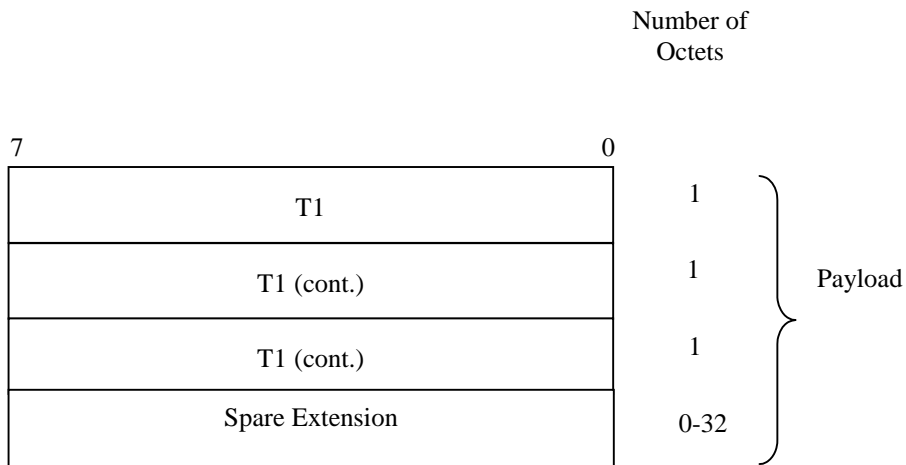 Number of
Octets
7 0
T1 1
T1 (cont.) 1
Payload
T1 (cont.) 1
Spare Extension 0-32